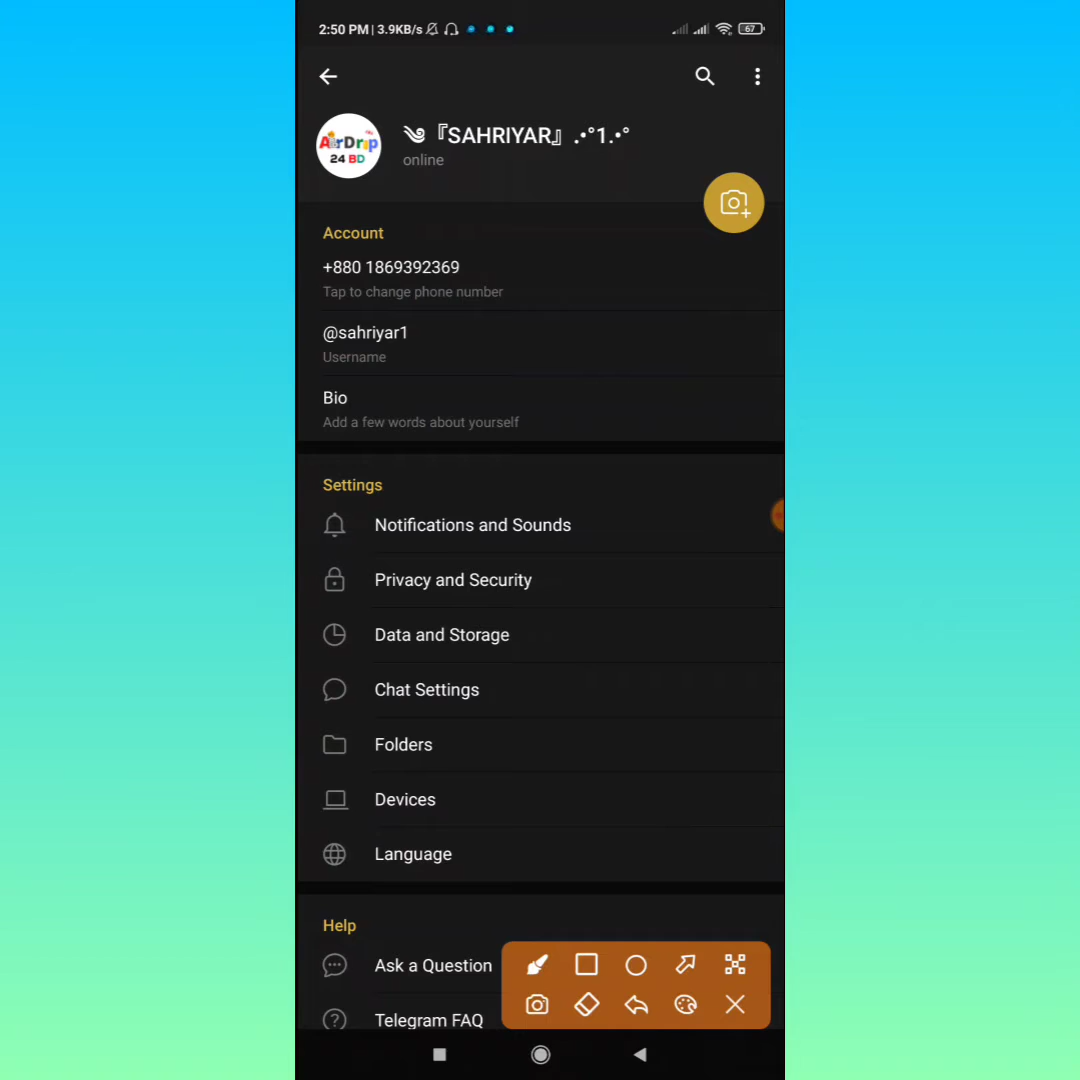 2:50 PM | 3.9KB/s
67
AirDrip
24 BD
༄『SAHRIYAR』.•°1.•°
online
Account
+880 1869392369
Tap to change phone number
@sahriyar1
Username
Bio
Add a few words about yourself
Settings
Notifications and Sounds
Privacy and Security
Data and Storage
Chat Settings
Folders
Devices
Language
Help
Ask a Question
Telegram FAQ